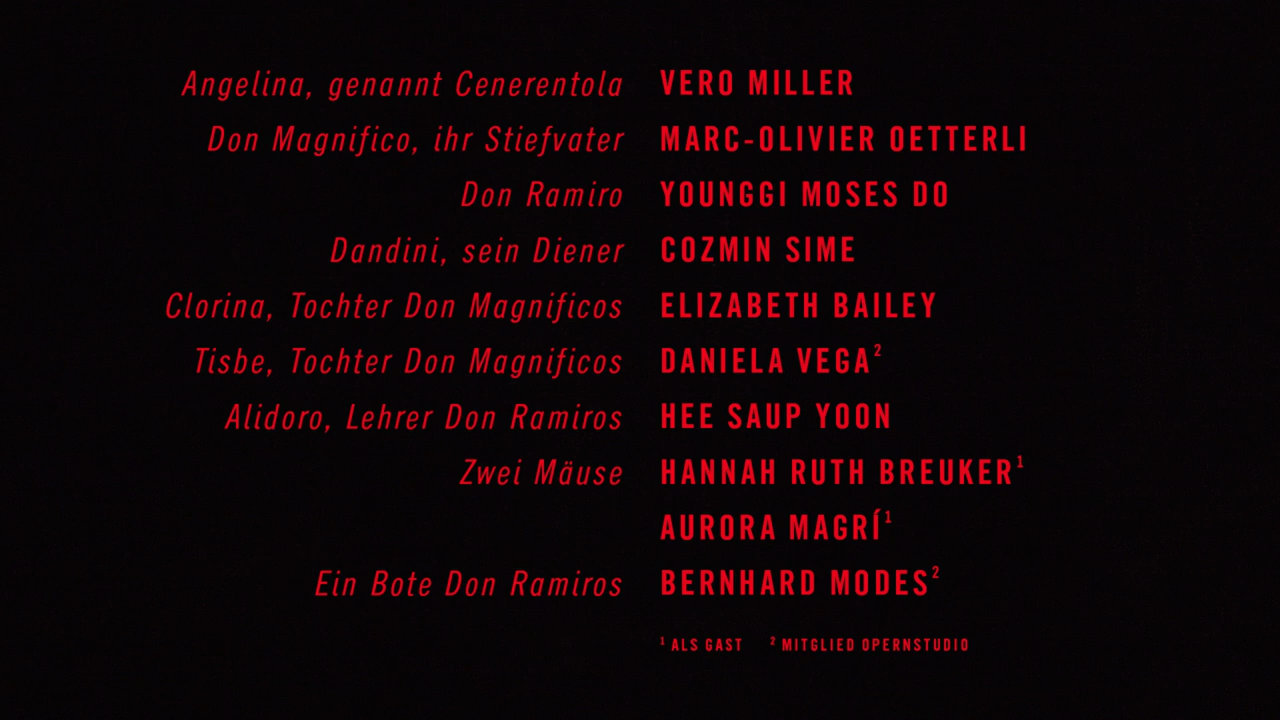 Angelina, genannt Cenerentola VERO MILLER
Don Magnifico, ihr Stiefvater MARC-OLIVIER OETTERLI
Don Ramiro YOUNGGI MOSES DO
Dandini, sein Diener COZMIN SIME
Clorina, Tochter Don Magnificos ELIZABETH BAILEY
Tisbe, Tochter Don Magnificos DANIELA VEGA²
Alidoro, Lehrer Don Ramiros HEE SAUP YOON
Zwei Mäuse HANNAH RUTH BREUKER¹
AURORA MAGRÍ¹
Ein Bote Don Ramiros BERNHARD MODES²
¹ ALS GAST ² MITGLIED OPERNSTUDIO